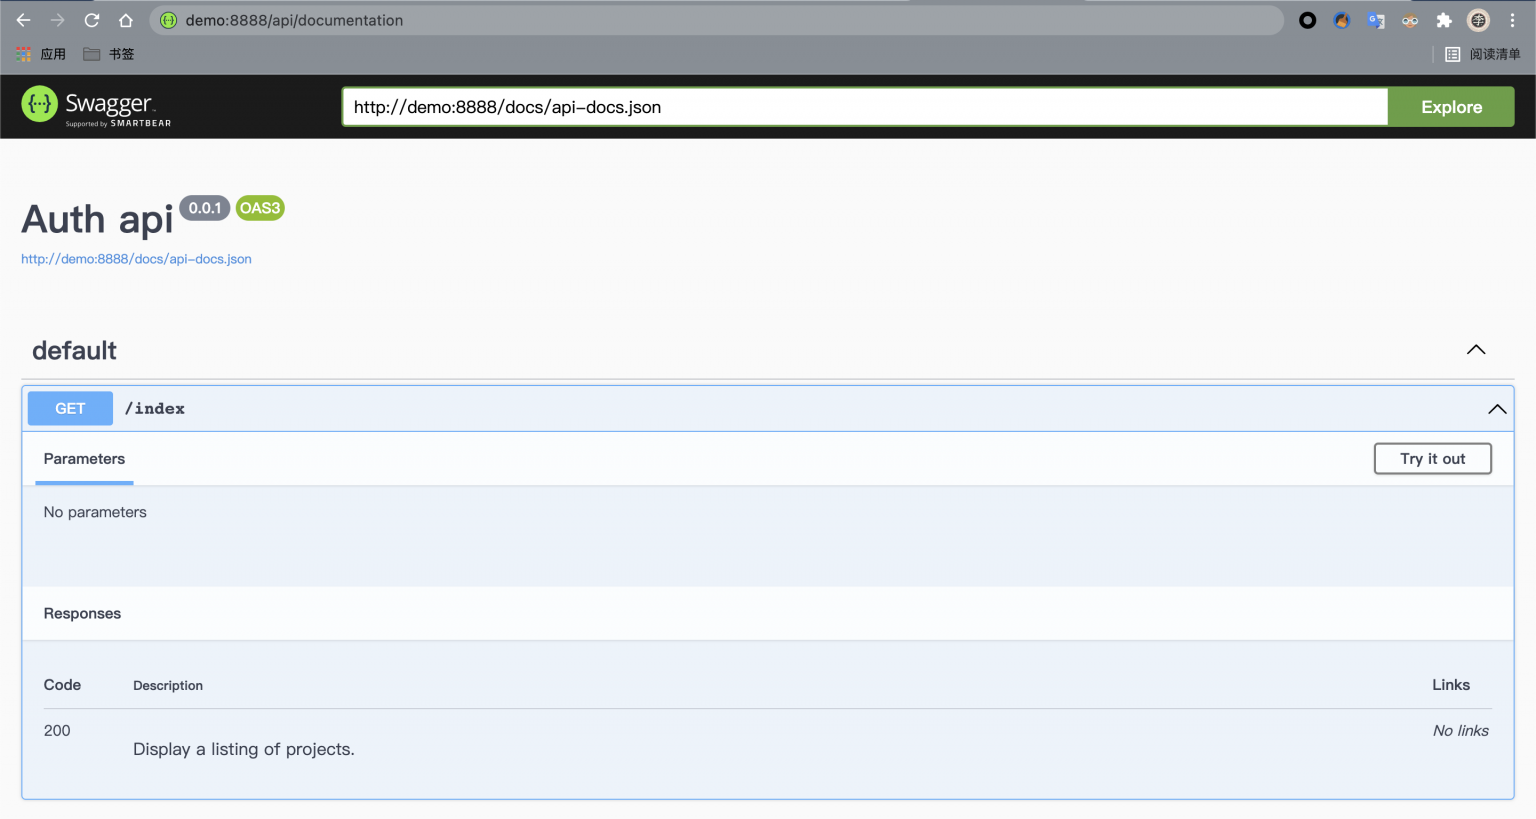 demo:8888/api/documentation
应用 书签 阅读清单
Swagger
Supported by SMARTBEAR
http://demo:8888/docs/api-docs.json Explore
Auth api 0.0.1 OAS3
http://demo:8888/docs/api-docs.json
default
GET /index
Parameters Try it out
No parameters
Responses
Code Description Links
200 No links
Display a listing of projects.